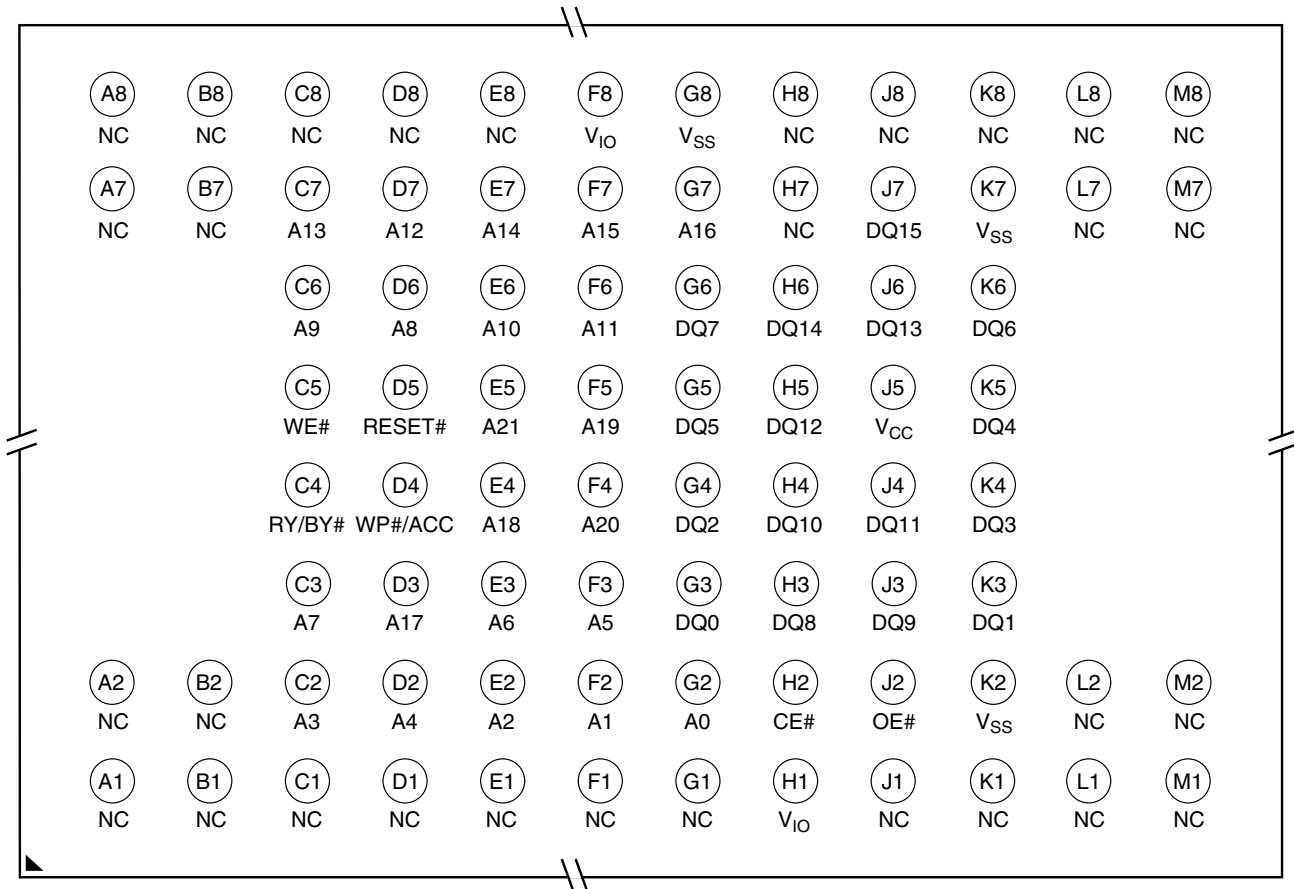 A8 B8 C8 D8 E8 F8 G8 H8 J8 K8 L8 M8
NC NC NC NC NC VIO VSS NC NC NC NC NC
A7 B7 C7 D7 E7 F7 G7 H7 J7 K7 L7 M7
NC NC A13 A12 A14 A15 A16 NC DQ15 VSS NC NC
C6 D6 E6 F6 G6 H6 J6 K6
A9 A8 A10 A11 DQ7 DQ14 DQ13 DQ6
C5 D5 E5 F5 G5 H5 J5 K5
WE# RESET# A21 A19 DQ5 DQ12 VCC DQ4
C4 D4 E4 F4 G4 H4 J4 K4
RY/BY# WP#/ACC A18 A20 DQ2 DQ10 DQ11 DQ3
C3 D3 E3 F3 G3 H3 J3 K3
A7 A17 A6 A5 DQ0 DQ8 DQ9 DQ1
A2 B2 C2 D2 E2 F2 G2 H2 J2 K2 L2 M2
NC NC A3 A4 A2 A1 A0 CE# OE# VSS NC NC
A1 B1 C1 D1 E1 F1 G1 H1 J1 K1 L1 M1
NC NC NC NC NC NC NC VIO NC NC NC NC